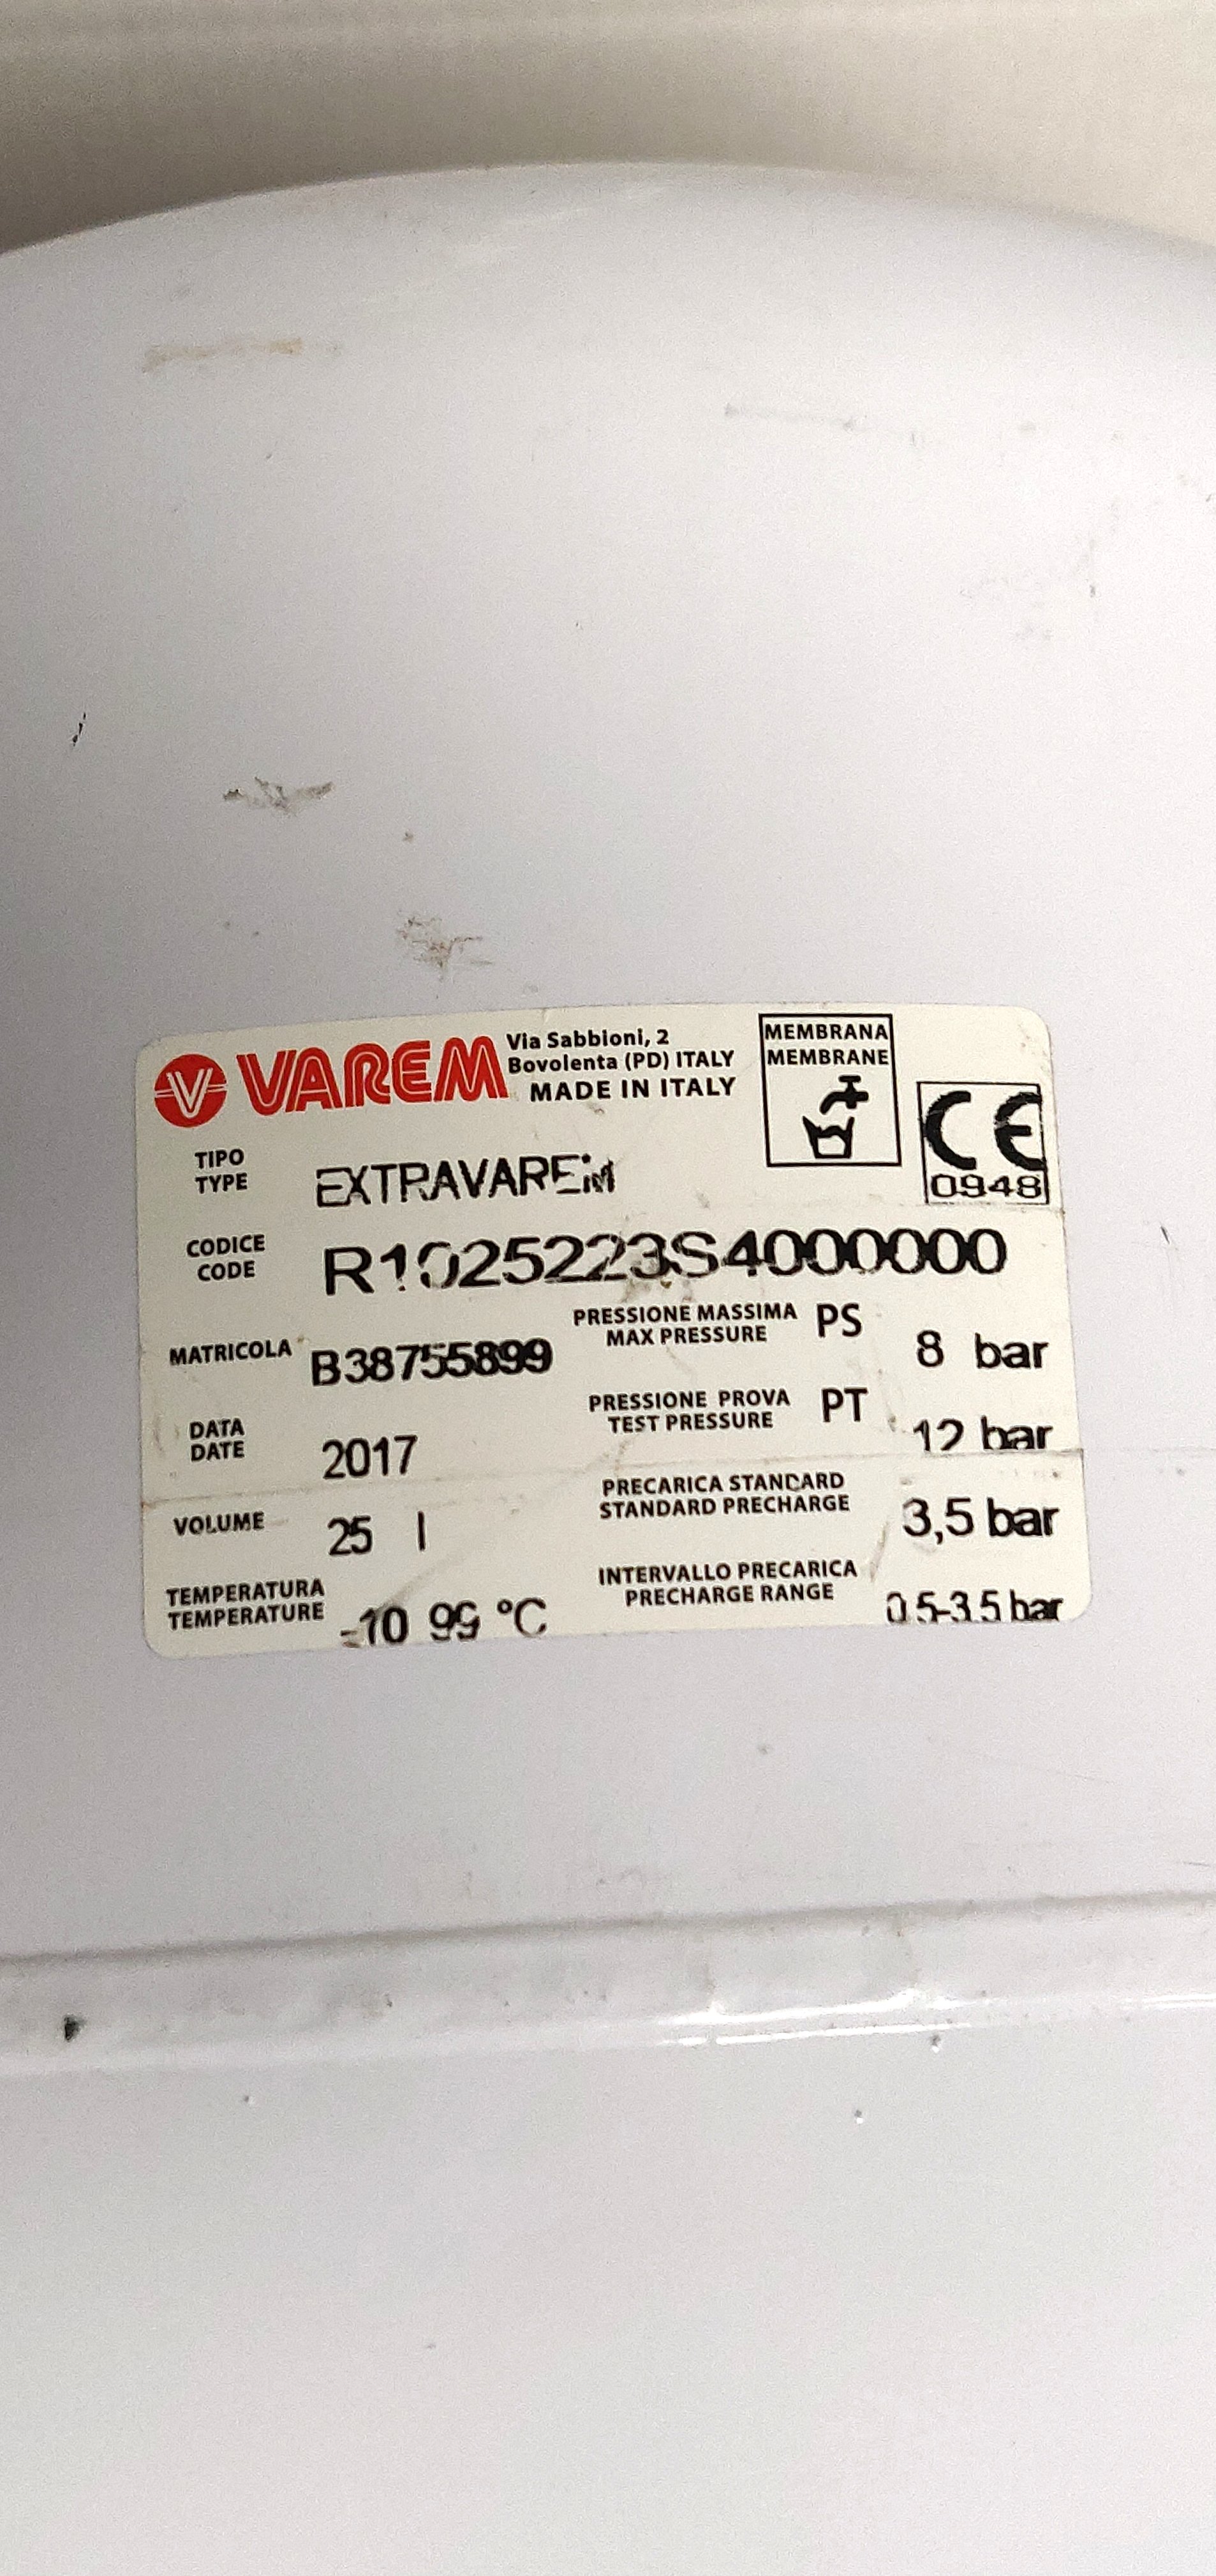 VAREM
Via Sabbioni, 2
Bovolenta (PD) ITALY
MADE IN ITALY
MEMBRANA
MEMBRANE
CE
0948
TIPO
TYPE
EXTRAVAREM
CODICE
CODE
R1025223S4000000
MATRICOLA
B38755899
PRESSIONE MASSIMA
MAX PRESSURE
PS
8 bar
DATA
DATE
2017
PRESSIONE PROVA
TEST PRESSURE
PT
12 bar
VOLUME
25 l
PRECARICA STANDARD
STANDARD PRECHARGE
3,5 bar
TEMPERATURA
TEMPERATURE
-10 99 °C
INTERVALLO PRECARICA
PRECHARGE RANGE
0.5-3.5 bar